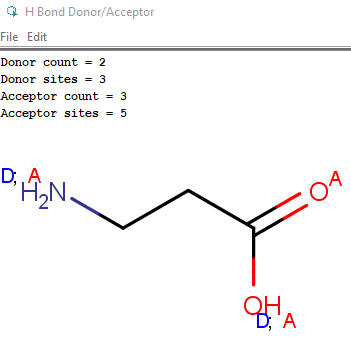 H Bond Donor/Acceptor
File Edit
Donor count = 2
Donor sites = 3
Acceptor count = 3
Acceptor sites = 5
D; A
H2N
O A
OH
D; A